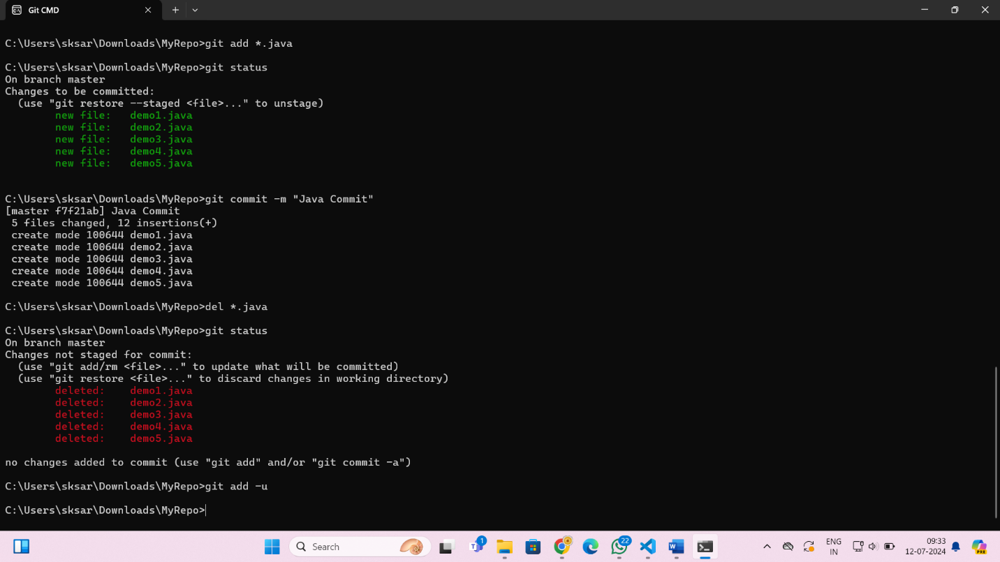 Git CMD
C:\Users\sksar\Downloads\MyRepo>git add *.java
C:\Users\sksar\Downloads\MyRepo>git status
On branch master
Changes to be committed:
  (use "git restore --staged <file>..." to unstage)
        new file:   demo1.java
        new file:   demo2.java
        new file:   demo3.java
        new file:   demo4.java
        new file:   demo5.java
C:\Users\sksar\Downloads\MyRepo>git commit -m "Java Commit"
[master f7f21ab] Java Commit
 5 files changed, 12 insertions(+)
 create mode 100644 demo1.java
 create mode 100644 demo2.java
 create mode 100644 demo3.java
 create mode 100644 demo4.java
 create mode 100644 demo5.java
C:\Users\sksar\Downloads\MyRepo>del *.java
C:\Users\sksar\Downloads\MyRepo>git status
On branch master
Changes not staged for commit:
  (use "git add/rm <file>..." to update what will be committed)
  (use "git restore <file>..." to discard changes in working directory)
        deleted:    demo1.java
        deleted:    demo2.java
        deleted:    demo3.java
        deleted:    demo4.java
        deleted:    demo5.java
no changes added to commit (use "git add" and/or "git commit -a")
C:\Users\sksar\Downloads\MyRepo>git add -u
C:\Users\sksar\Downloads\MyRepo>
Search
1
22
ENG
IN
09:33
12-07-2024
PRE